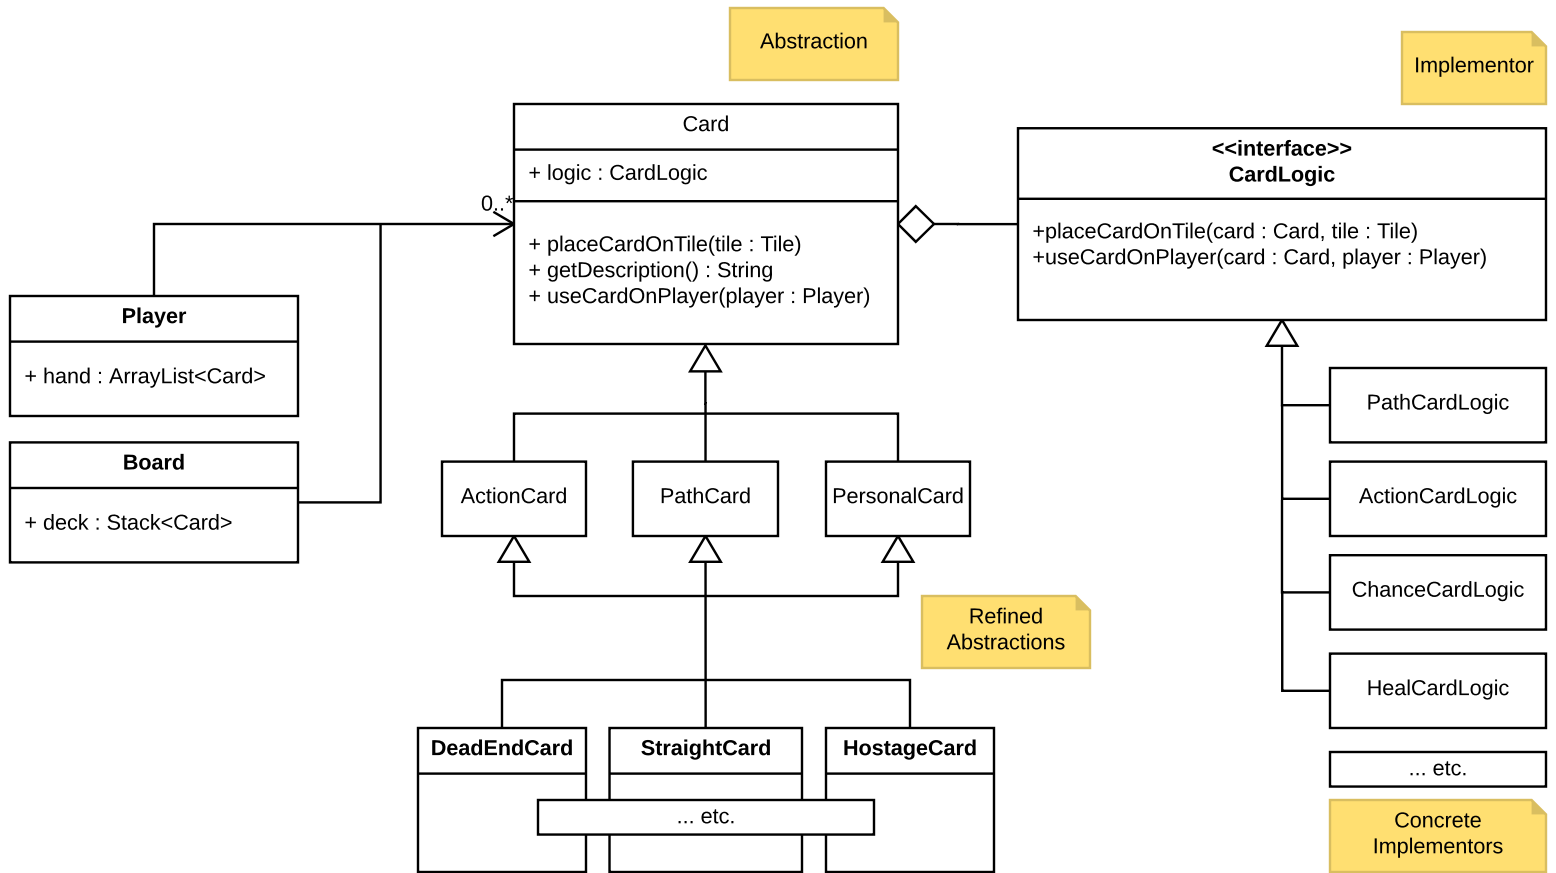 Abstraction
Implementor
Card
+ logic : CardLogic
+ placeCardOnTile(tile : Tile)
+ getDescription() : String
+ useCardOnPlayer(player : Player)
0..*
<<interface>>
CardLogic
+placeCardOnTile(card : Card, tile : Tile)
+useCardOnPlayer(card : Card, player : Player)
Player
+ hand : ArrayList<Card>
Board
+ deck : Stack<Card>
ActionCard
PathCard
PersonalCard
PathCardLogic
ActionCardLogic
ChanceCardLogic
HealCardLogic
... etc.
Concrete
Implementors
Refined
Abstractions
DeadEndCard
StraightCard
HostageCard
... etc.